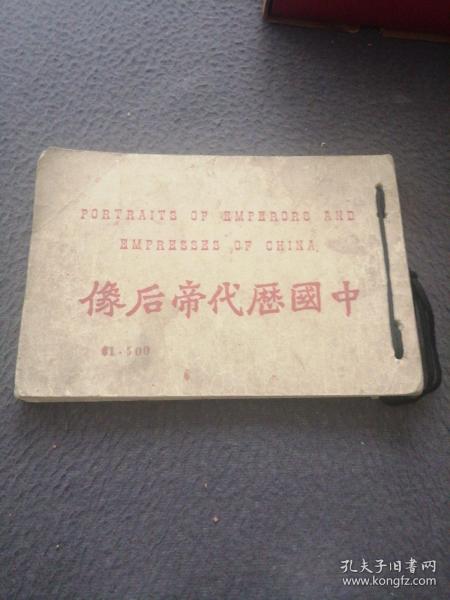 PORTRAITS OF EMPERORS AND
EMPRESSES OF CHINA
像后帝代歷國中
$1.500
孔夫子旧书网
www.kongfz.com